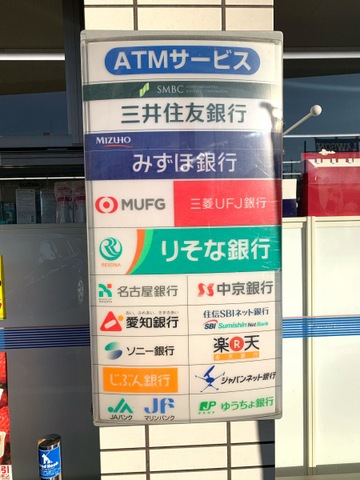 ATMサービス
SMBC
三井住友銀行
MIZUHO
みずほ銀行
MUFG 三菱UFJ銀行
RESONA りそな銀行
名古屋銀行 中京銀行
愛知銀行 住信SBIネット銀行
SBI Sumishin Net Bank
ソニー銀行 楽天
じぶん銀行 ジャパンネット銀行
JA JF JP ゆうちょ銀行
JAバンク マリンバンク